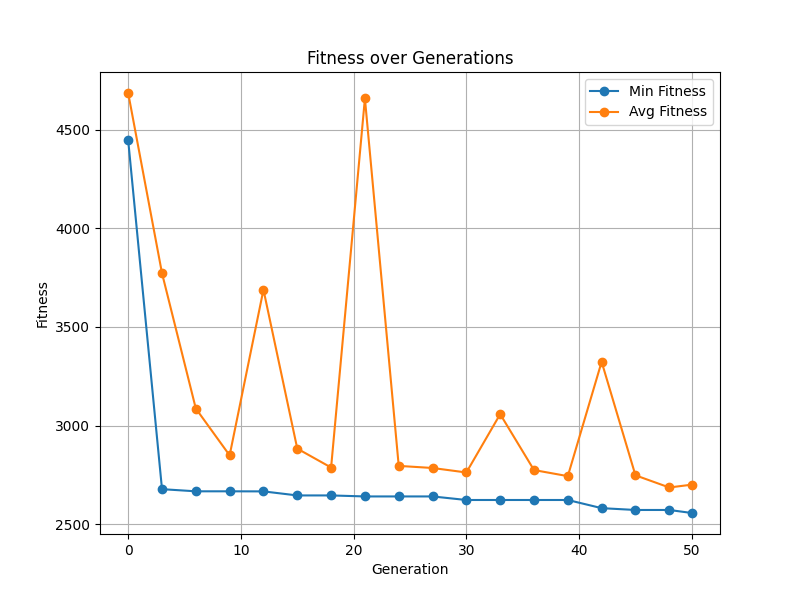 Fitness over Generations
Min Fitness
Avg Fitness
4500
4000
3500
3000
2500
Fitness
0 10 20 30 40 50
Generation